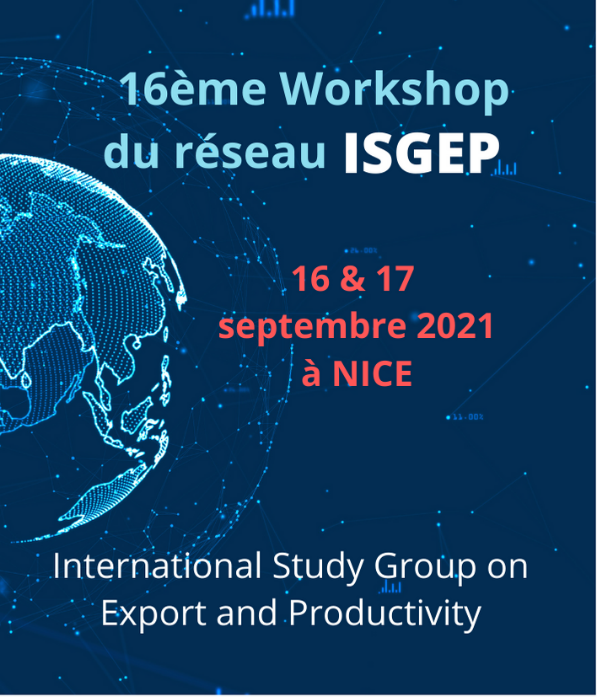 16ème Workshop
du réseau ISGEP
16 & 17
septembre 2021
à NICE
International Study Group on
Export and Productivity